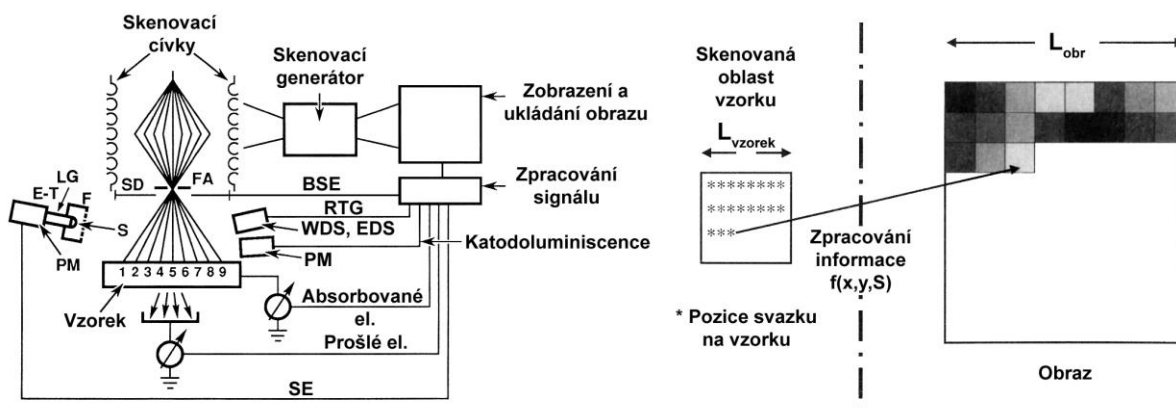 Skenovací
cívky
Skenovací
generátor
Zobrazení a
ukládání obrazu
Zpracování
signálu
LG
E-T
F
SD
FA
BSE
RTG
WDS, EDS
Katodoluminiscence
S
PM
PM
1 2 3 4 5 6 7 8 9
Vzorek
Absorbované
el.
Prošlé el.
SE
Skenovaná
oblast
vzorku
L vzorek
********
********
***
* Pozice svazku
na vzorku
Zpracování
informace
f(x,y,S)
L obr
Obraz